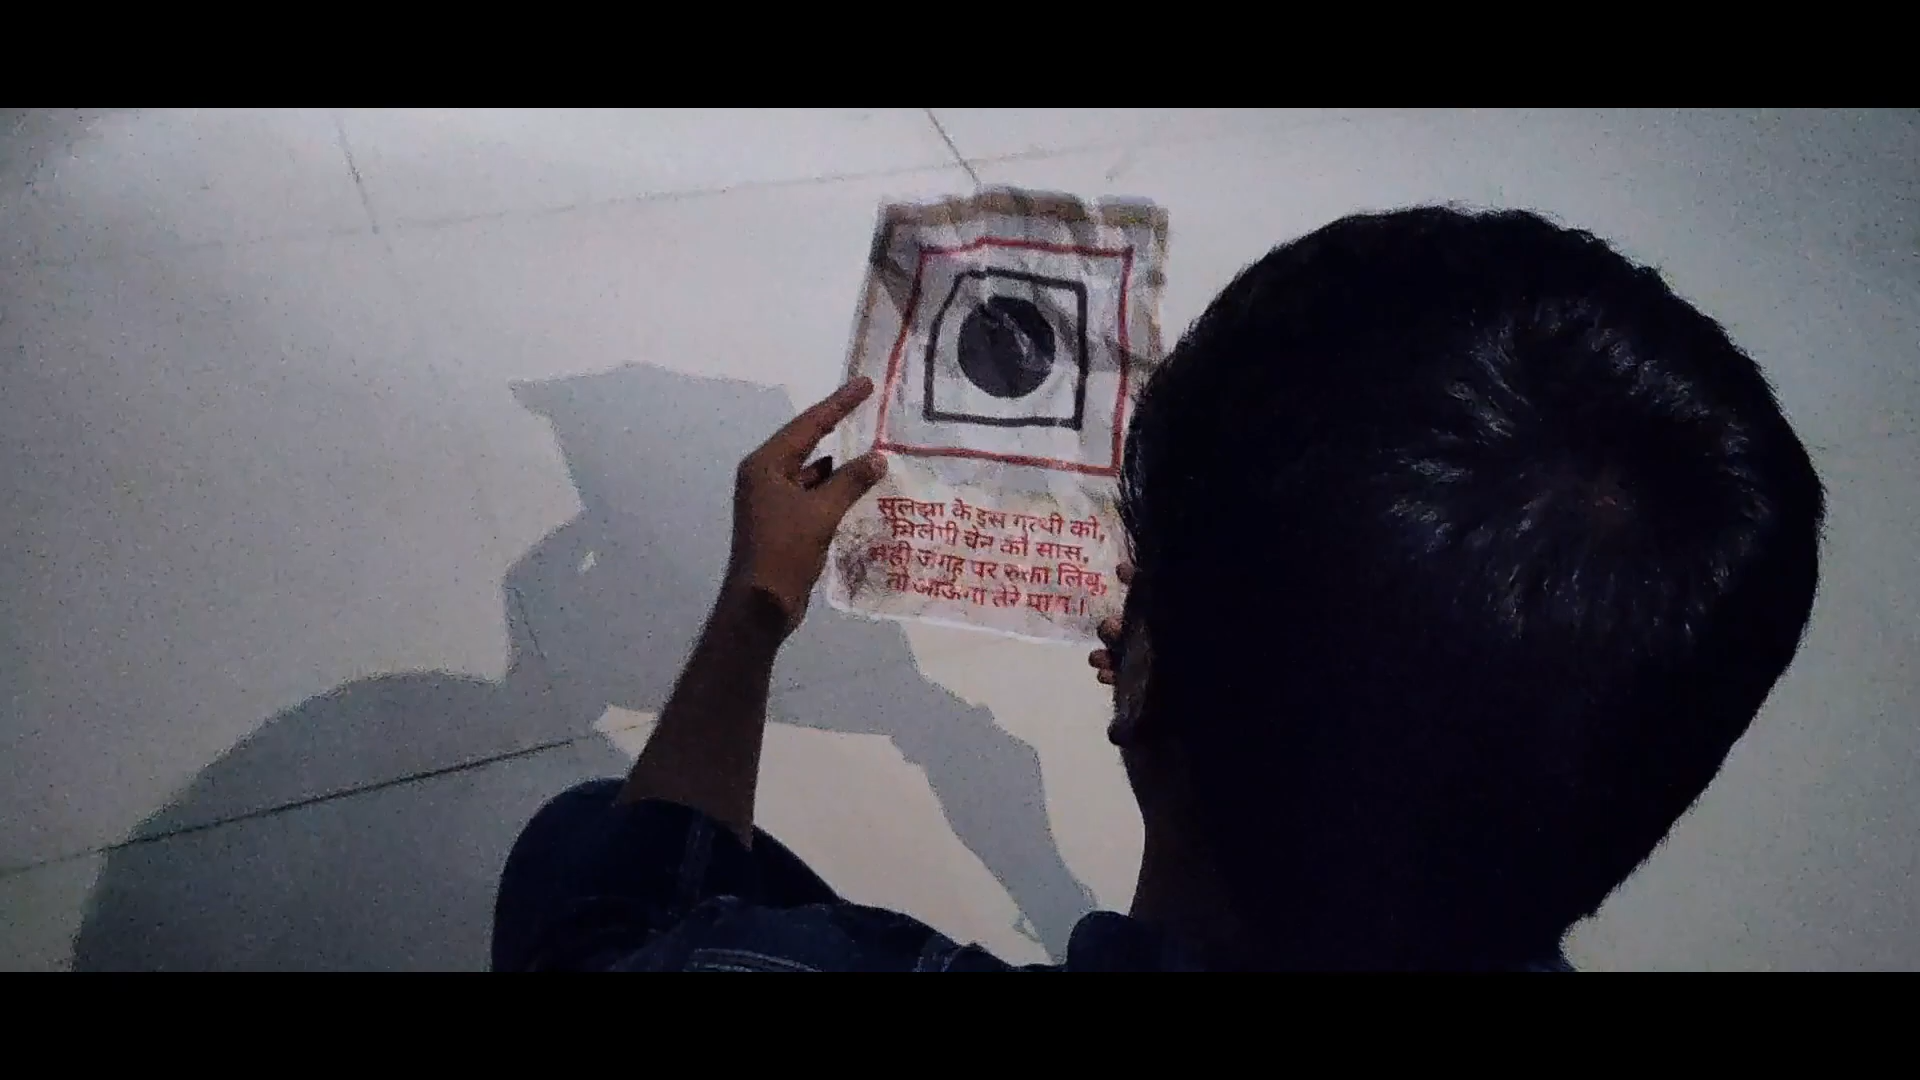 सुलझा के इस गुत्थी को,
मिलेगी चेन की सास,
सही जगह पर रुका लिंबू,
तो आऊंगा तेरे पास।